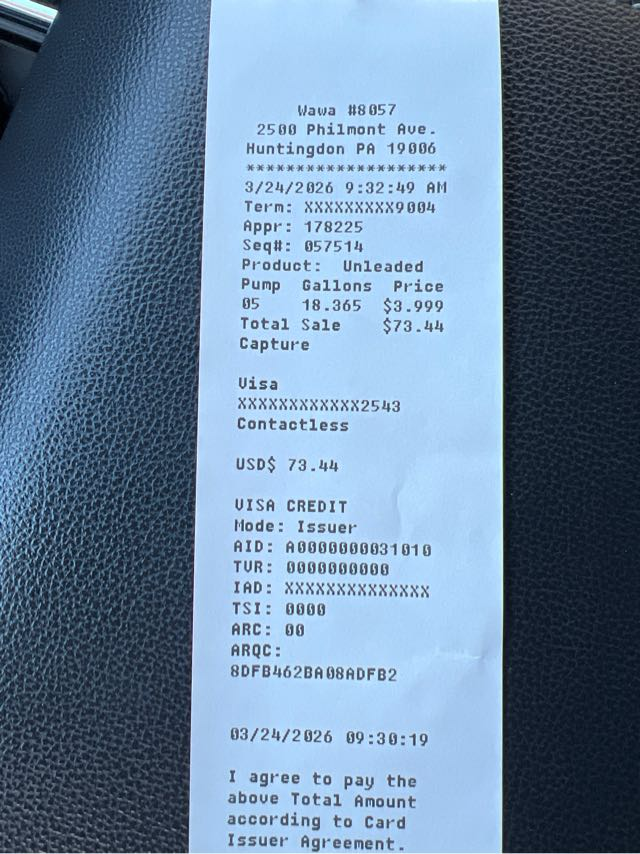 Wawa #8057
2500 Philmont Ave.
Huntingdon PA 19006
********************
3/24/2026 9:32:49 AM
Term: XXXXXXXXX9004
Appr: 178225
Seq#: 057514
Product: Unleaded
Pump Gallons Price
05 18.365 $3.999
Total Sale $73.44
Capture
Visa
XXXXXXXXXXXX2543
Contactless
USD$ 73.44
VISA CREDIT
Mode: Issuer
AID: A0000000031010
TVR: 0000000000
IAD: XXXXXXXXXXXXXX
TSI: 0000
ARC: 00
ARQC:
8DFB462BA08ADFB2
03/24/2026 09:30:19
I agree to pay the
above Total Amount
according to Card
Issuer Agreement.